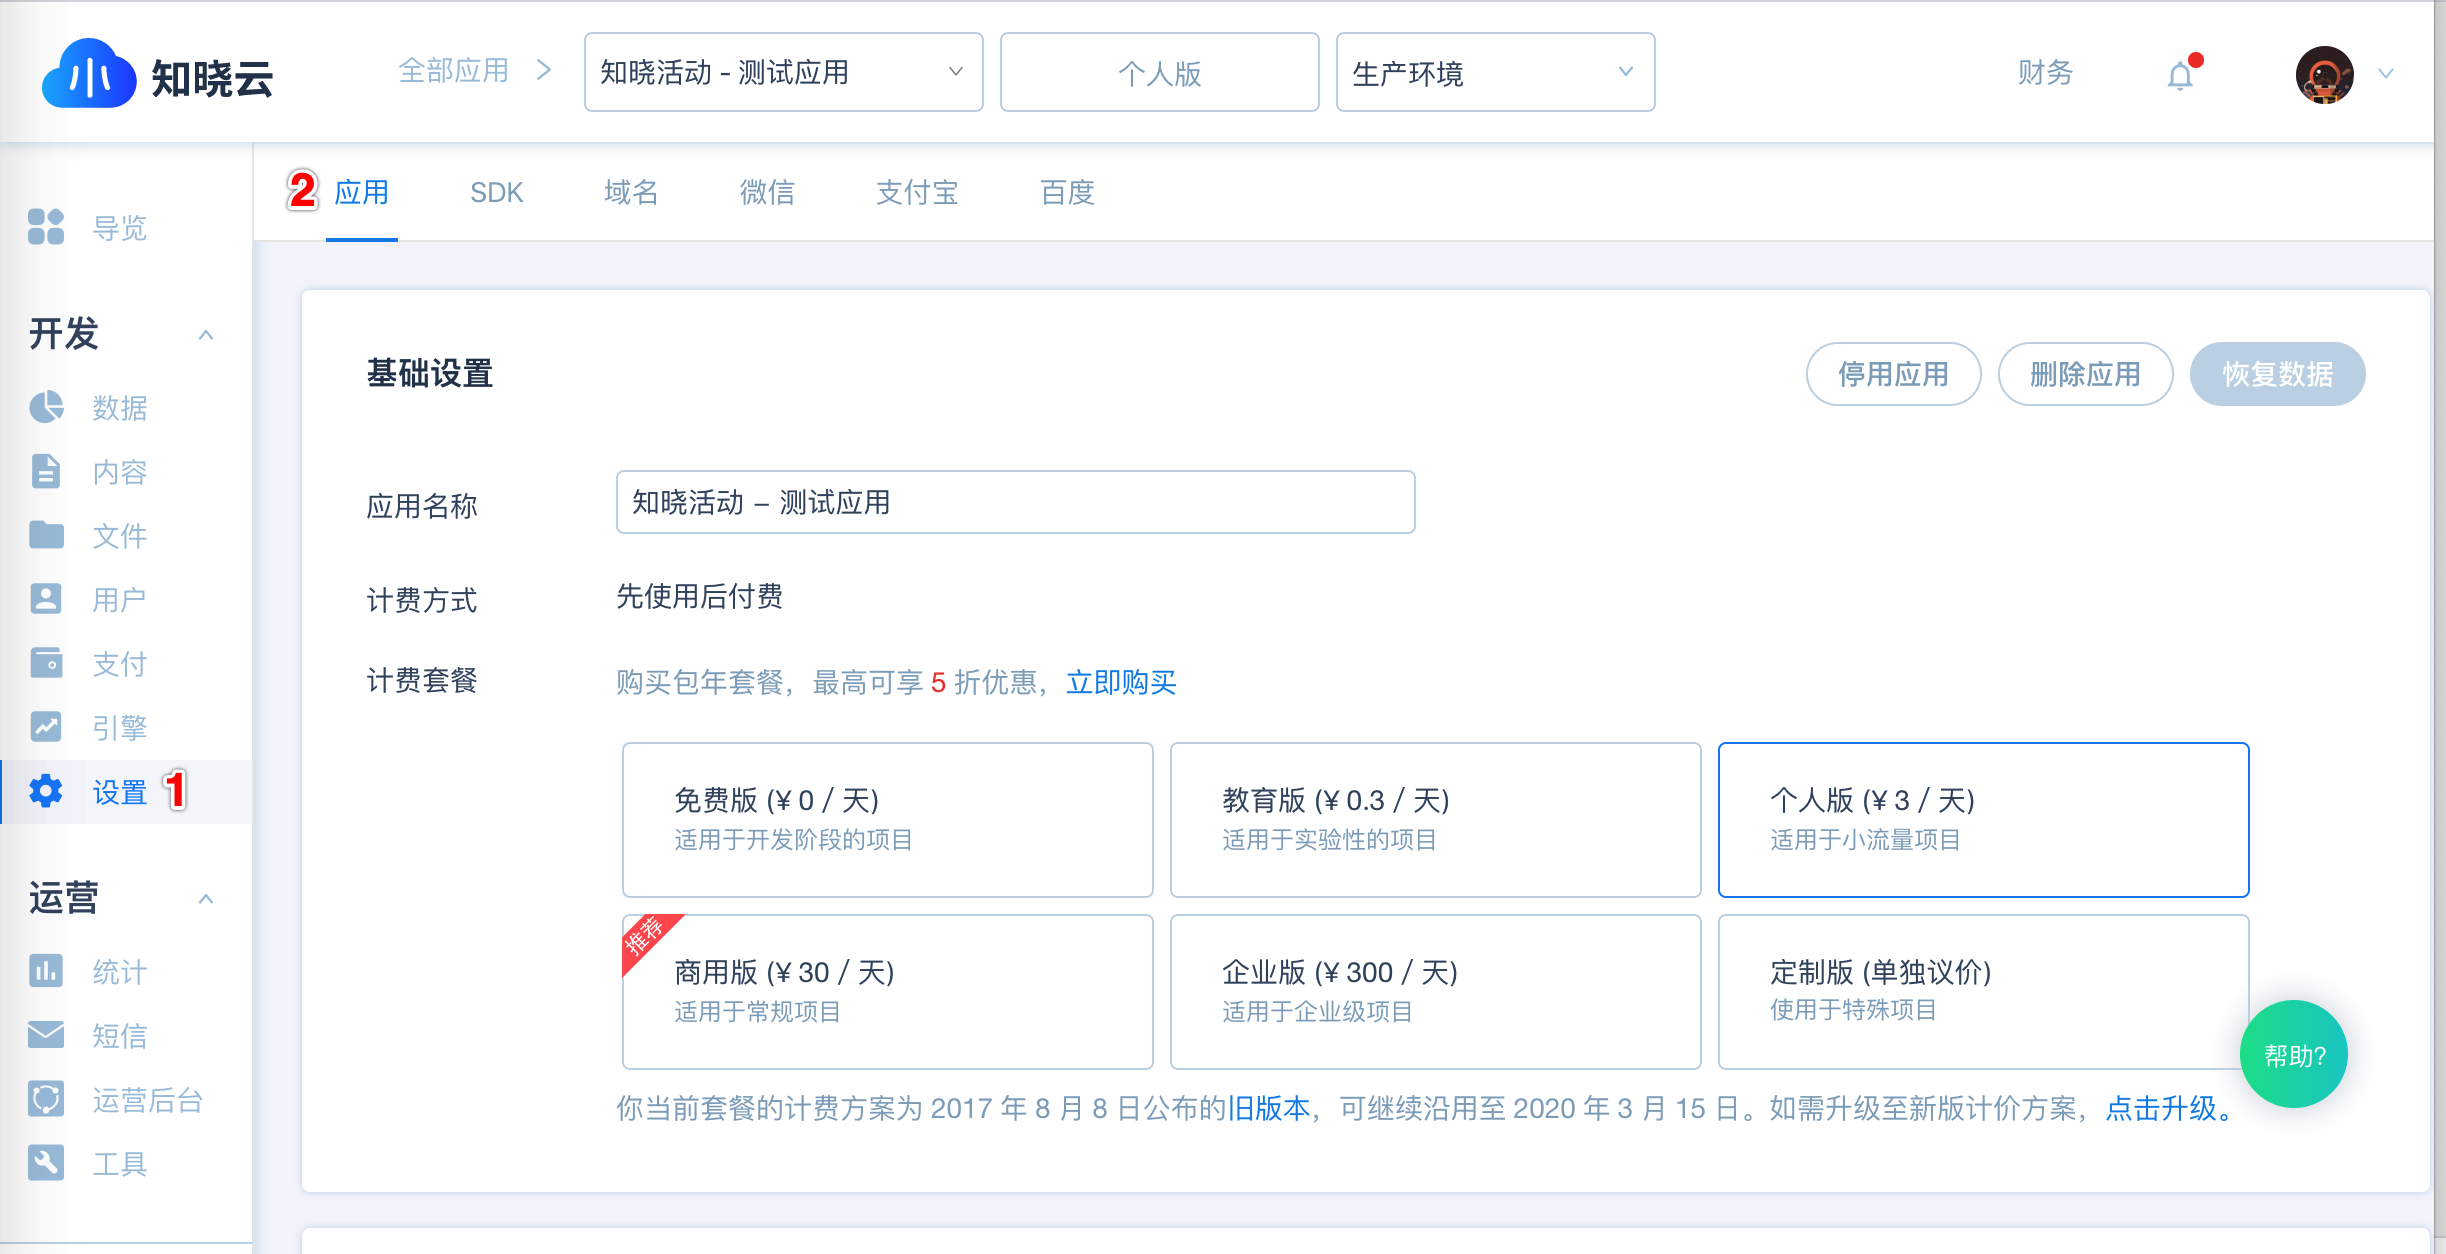 知晓云
全部应用 >
知晓活动 - 测试应用
个人版
生产环境
财务
导览
开发
数据
内容
文件
用户
支付
引擎
设置 1
运营
统计
短信
运营后台
工具
2 应用 SDK 域名 微信 支付宝 百度
基础设置
停用应用 删除应用 恢复数据
应用名称 知晓活动 – 测试应用
计费方式 先使用后付费
计费套餐 购买包年套餐，最高可享 5 折优惠，立即购买
免费版 (¥ 0 / 天)
适用于开发阶段的项目
教育版 (¥ 0.3 / 天)
适用于实验性的项目
个人版 (¥ 3 / 天)
适用于小流量项目
推荐
商用版 (¥ 30 / 天)
适用于常规项目
企业版 (¥ 300 / 天)
适用于企业级项目
定制版 (单独议价)
使用于特殊项目
你当前套餐的计费方案为 2017 年 8 月 8 日公布的旧版本，可继续沿用至 2020 年 3 月 15 日。如需升级至新版计价方案，点击升级。
帮助?